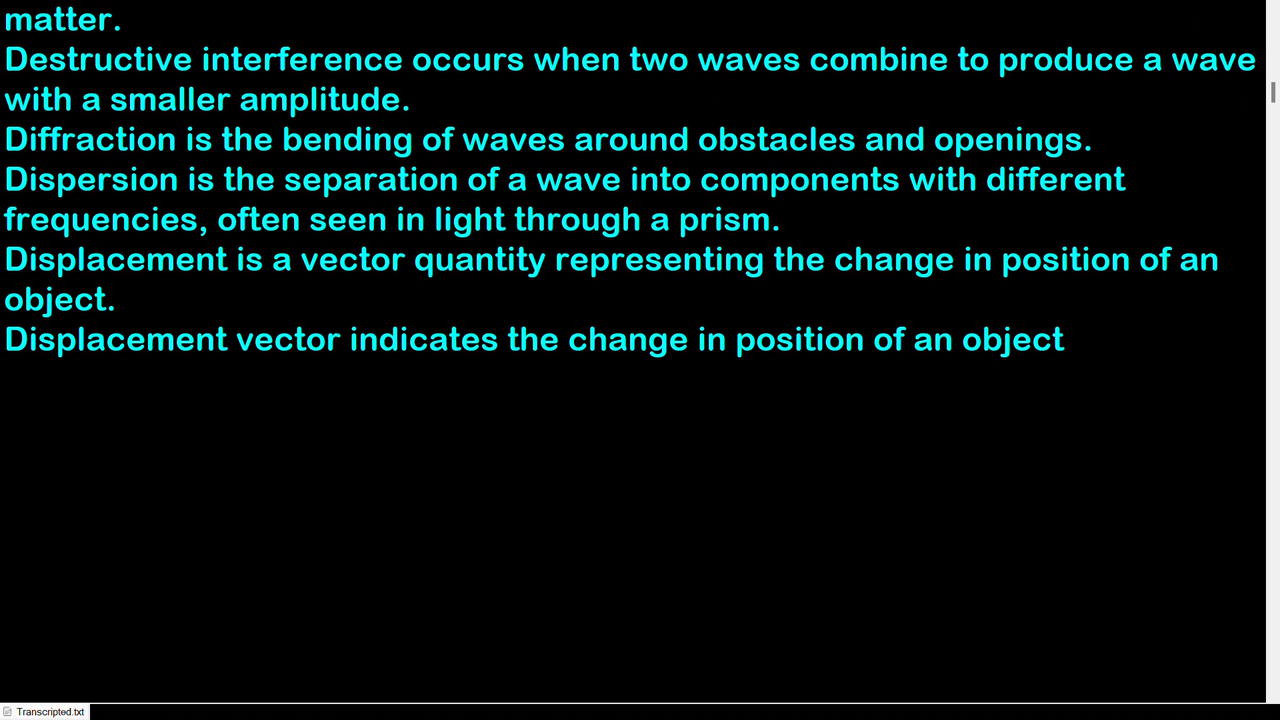 matter.
Destructive interference occurs when two waves combine to produce a wave
with a smaller amplitude.
Diffraction is the bending of waves around obstacles and openings.
Dispersion is the separation of a wave into components with different
frequencies, often seen in light through a prism.
Displacement is a vector quantity representing the change in position of an
object.
Displacement vector indicates the change in position of an object
Transcripted.txt